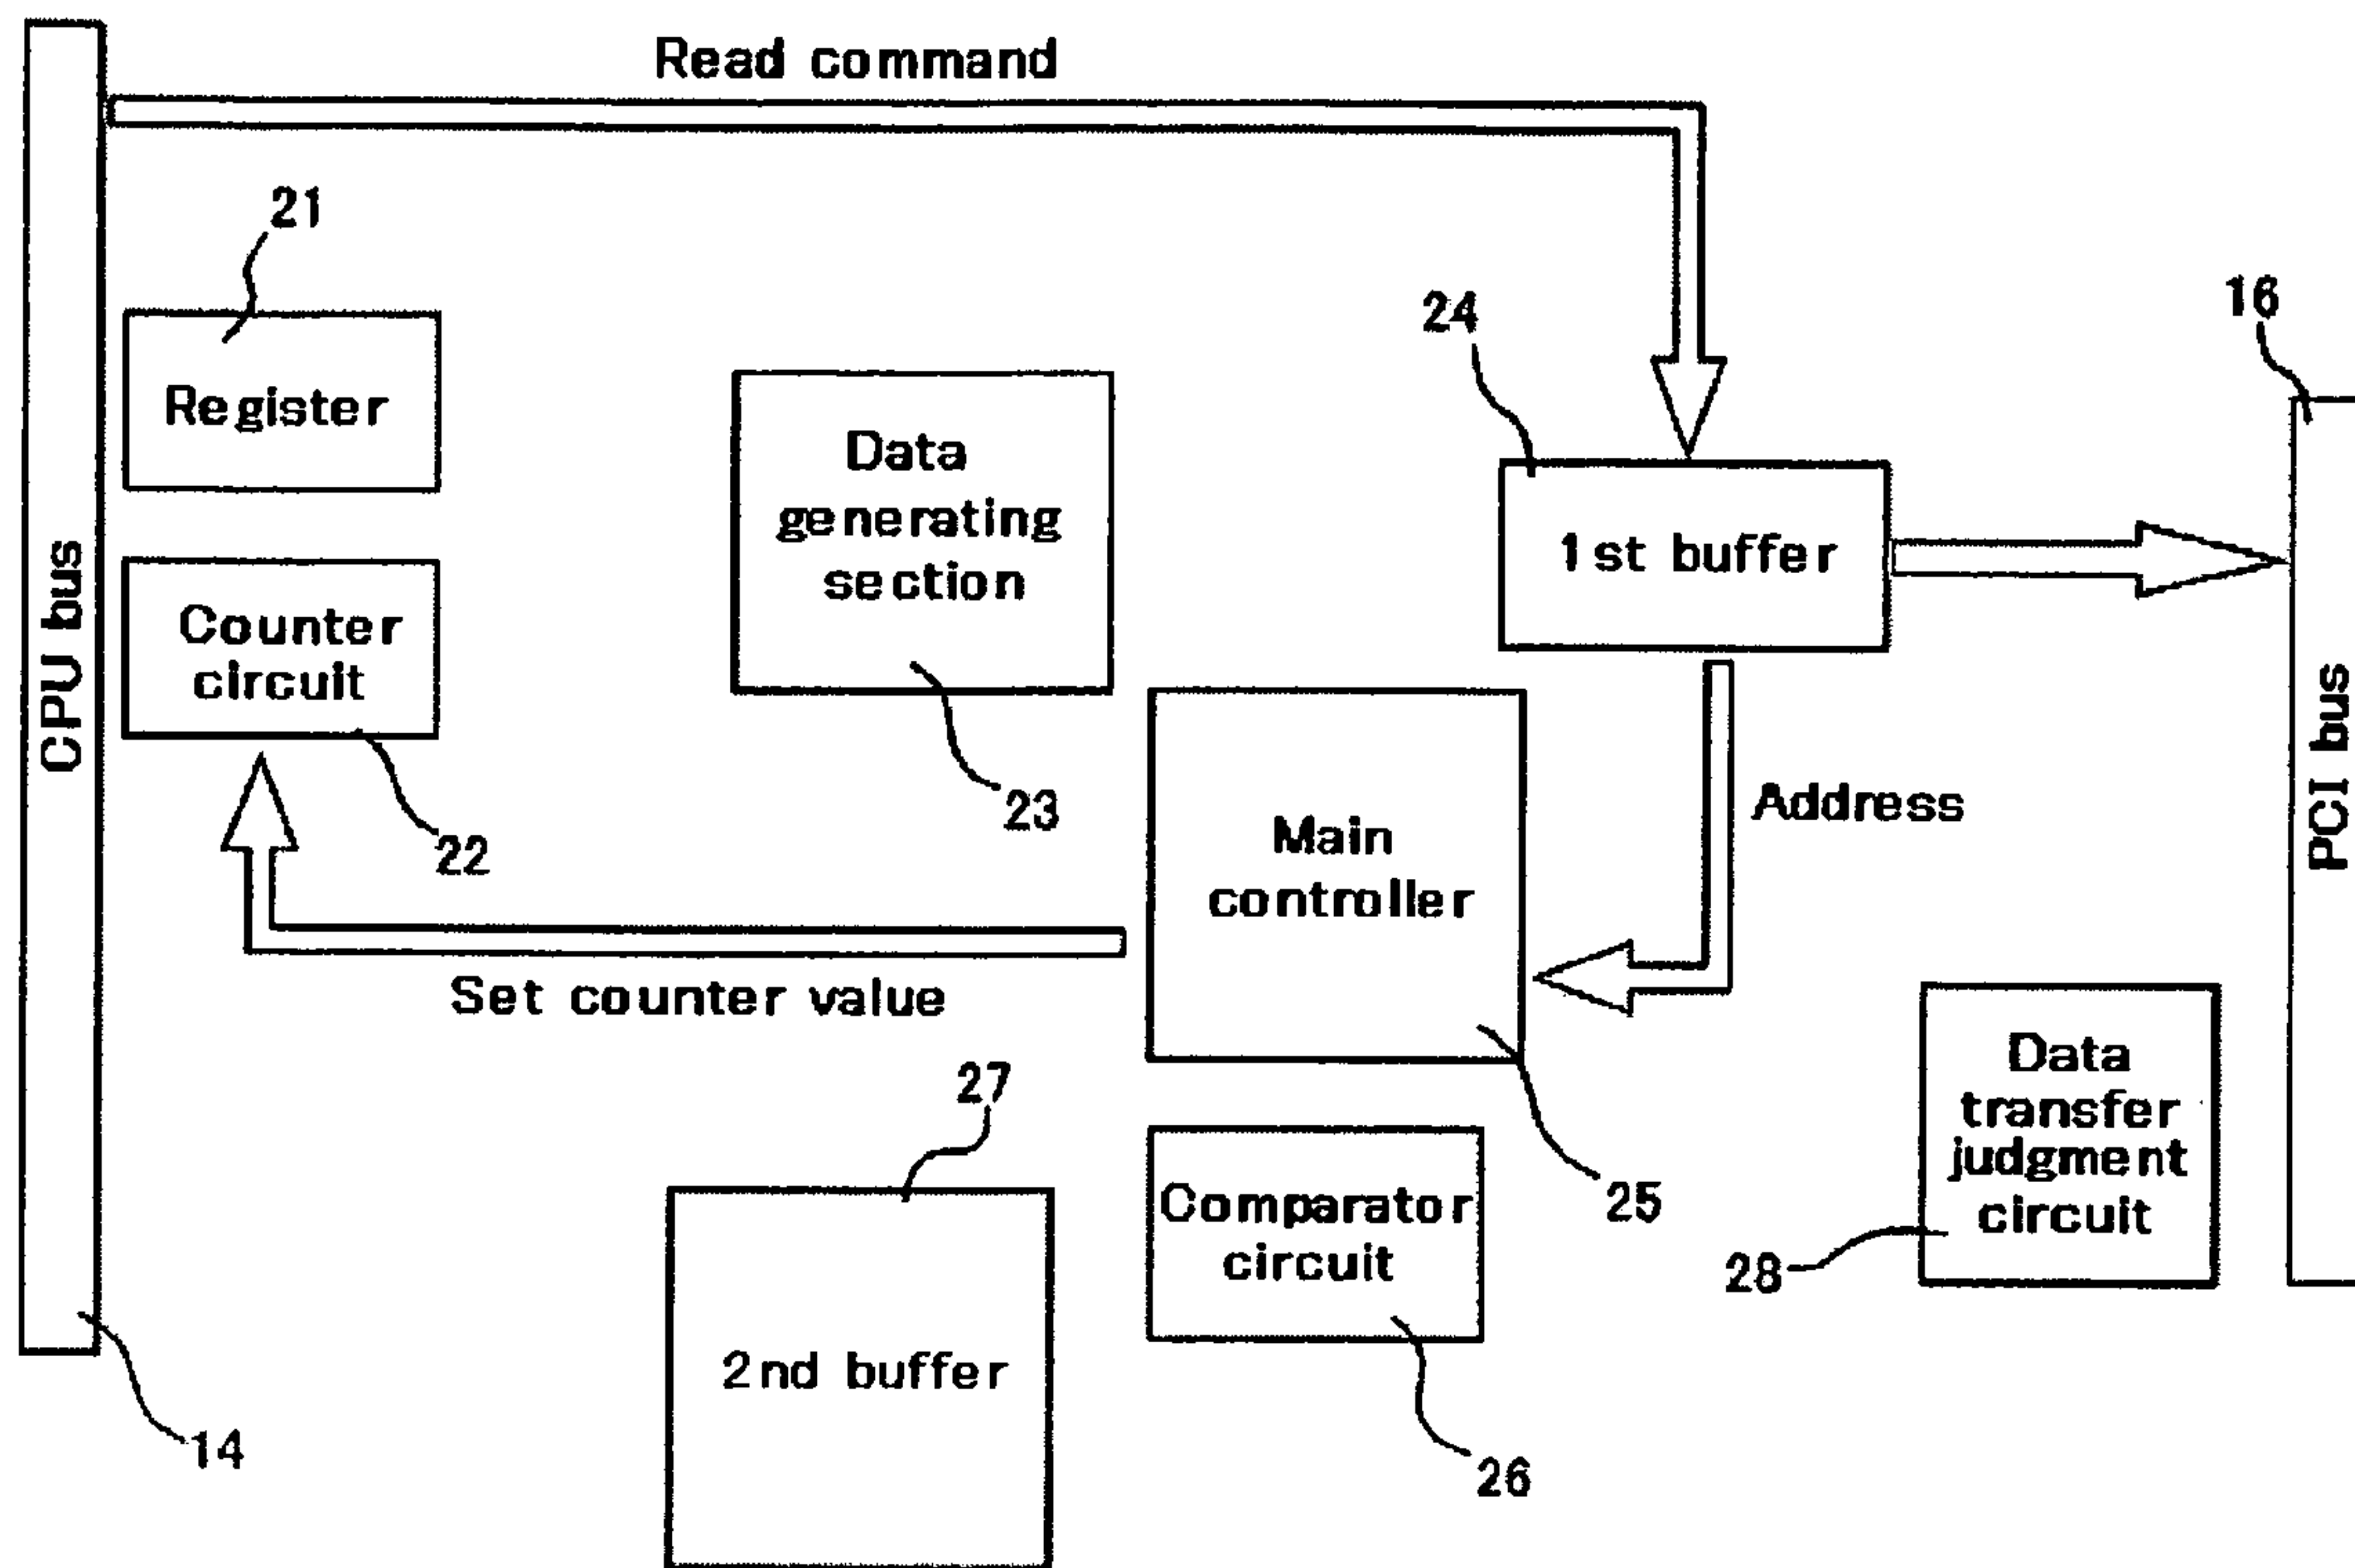 Read command
21
Register
24
16
Data
generating
section
1st buffer
CPU bus
Counter
circuit
22
23
Main
controller
Address
PCI bus
Set counter value
25
27
Comparator
circuit
Data
transfer
judgment
circuit
28
2nd buffer
14
26